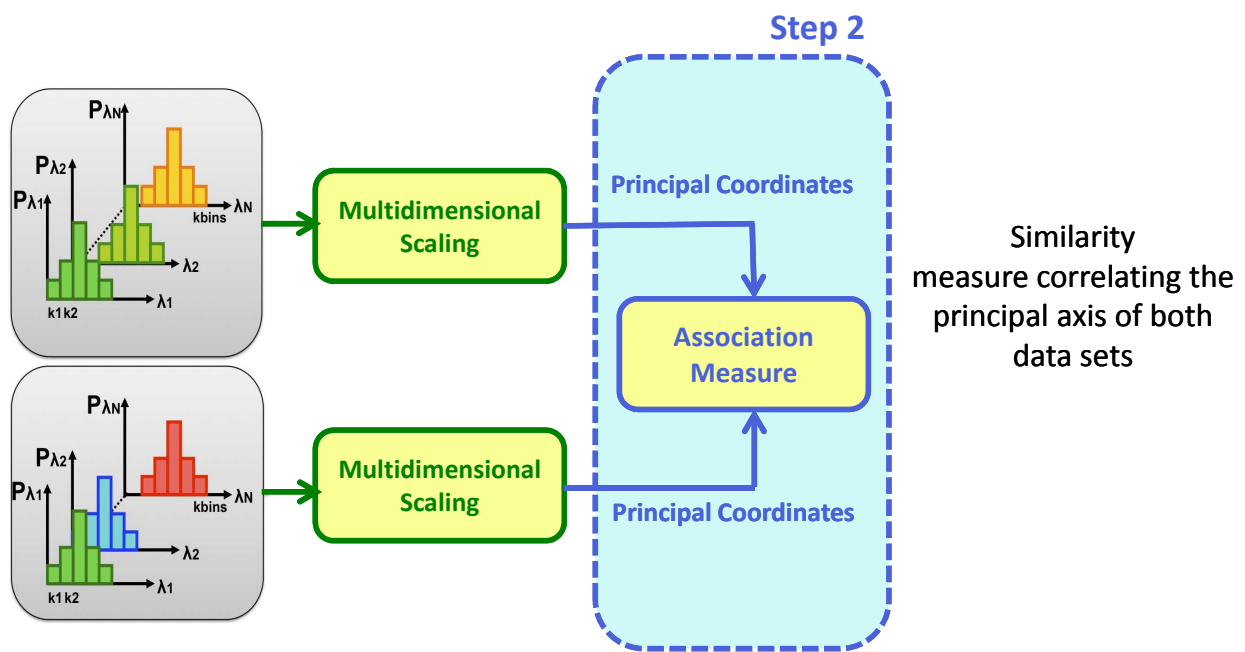 Step 2
PλN
Pλ2
Pλ1
λN
kbins
λ2
λ1
k1 k2
Multidimensional
Scaling
Principal Coordinates
Association
Measure
Similarity
measure correlating the
principal axis of both
data sets
PλN
Pλ2
Pλ1
λN
kbins
λ2
λ1
k1 k2
Multidimensional
Scaling
Principal Coordinates